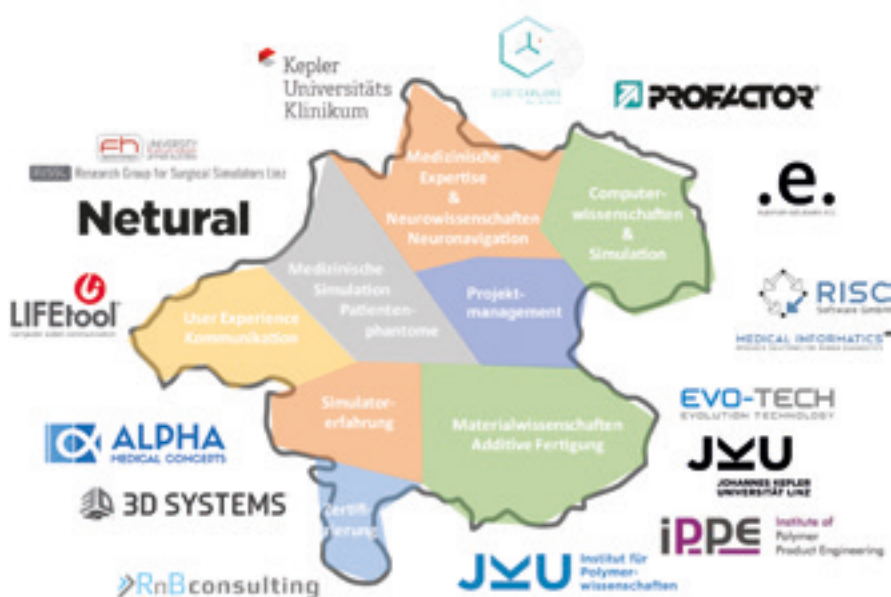 Kepler
Universitäts
Klinikum
PROFACTOR
fh
UNIVERSITY
Research Group for Surgical Simulators Linz
Netural
.e.
LIFEtool
RISC
Software GmbH
MEDICAL INFORMATICS
Medizinische
Expertise
&
Neurowissenschaften
Neuronavigation
Computer-
wissenschaften
&
Simulation
Medizinische
Simulation
Patienten-
phantome
Projekt-
management
User Experience
Kommunikation
Simulator-
erfahrung
Materialwissenschaften
Additive Fertigung
Zertifi-
zierung
EVO-TECH
EVOLUTION TECHNOLOGY
ALPHA
MEDICAL CONCEPTS
JKU
JOHANNES KEPLER
UNIVERSITÄT LINZ
3D SYSTEMS
iPPE
Institute of
Polymer
Product Engineering
RnBconsulting
JKU
Institut für
Polymer-
wissenschaften